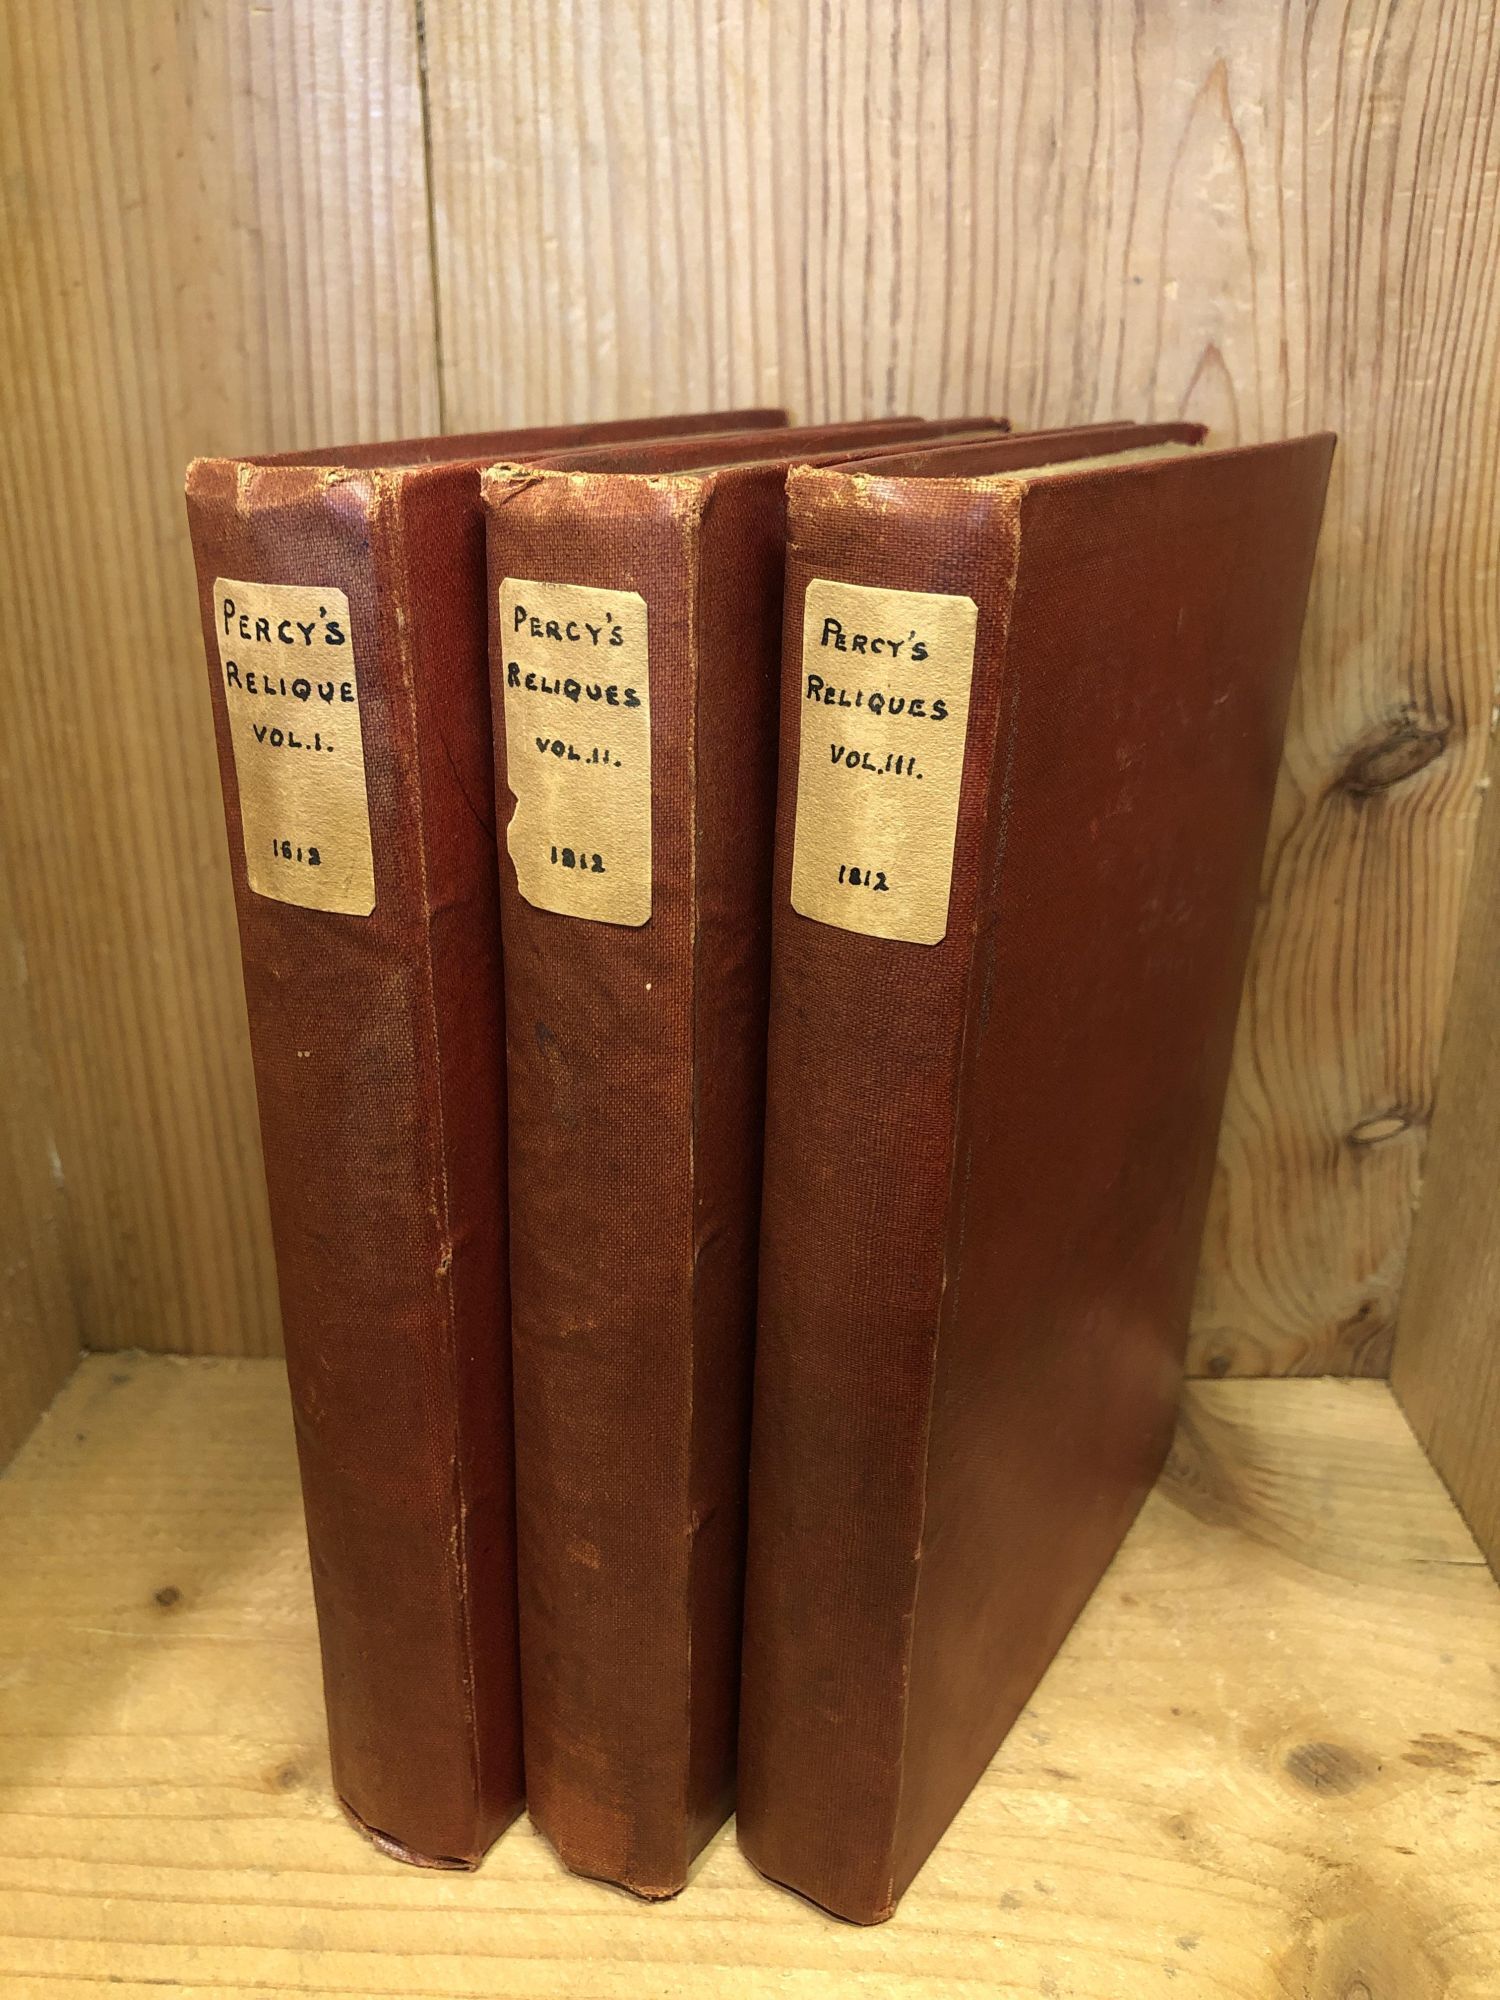 PERCY'S
RELIQUE
VOL.I.
1812
PERCY'S
RELIQUES
VOL.II.
1812
PERCY'S
RELIQUES
VOL.III.
1812